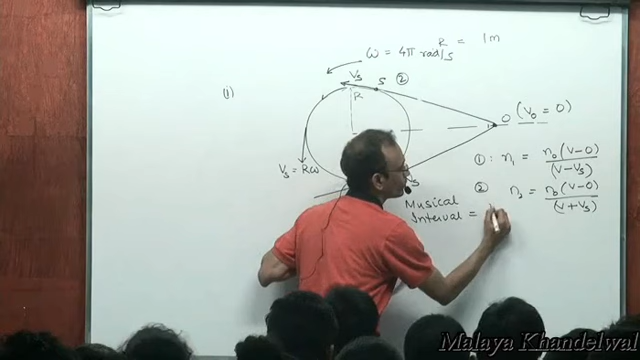 R = 1m
ω = 4π rad/s
(i)
Vs S ②
R
O (V₀ = 0)
Vs = Rω
①: n₁ = n₀(V-0)/(V-Vs)
② n₂ = n₀(V-0)/(V+Vs)
Musical
Interval =
Malaya Khandelwal